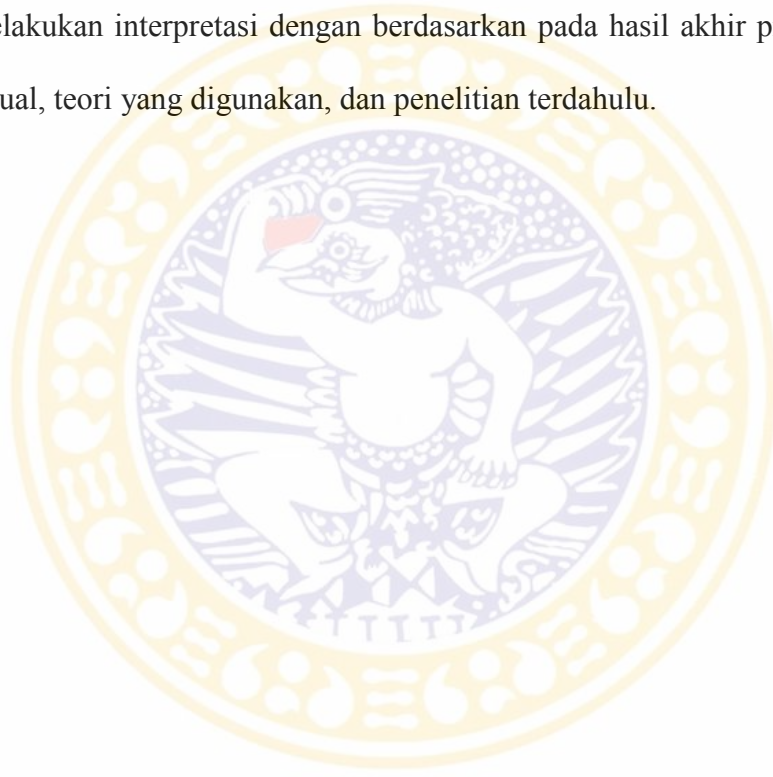 elakukan interpretasi dengan berdasarkan pada hasil akhir p
ual, teori yang digunakan, dan penelitian terdahulu.